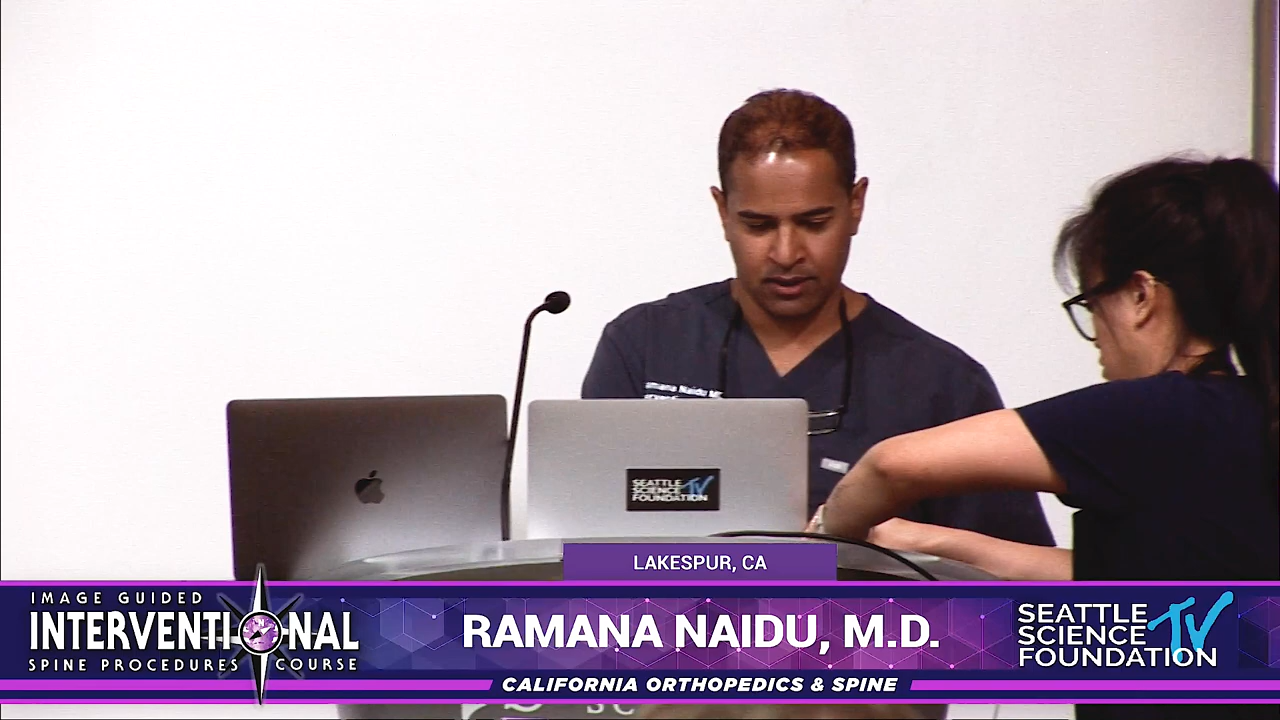 Naidu
SEATTLE
SCIENCE TV
FOUNDATION
LAKESPUR, CA
IMAGE GUIDED
INTERVENTIONAL
SPINE PROCEDURES COURSE
RAMANA NAIDU, M.D.
CALIFORNIA ORTHOPEDICS & SPINE
SEATTLE
SCIENCE TV
FOUNDATION